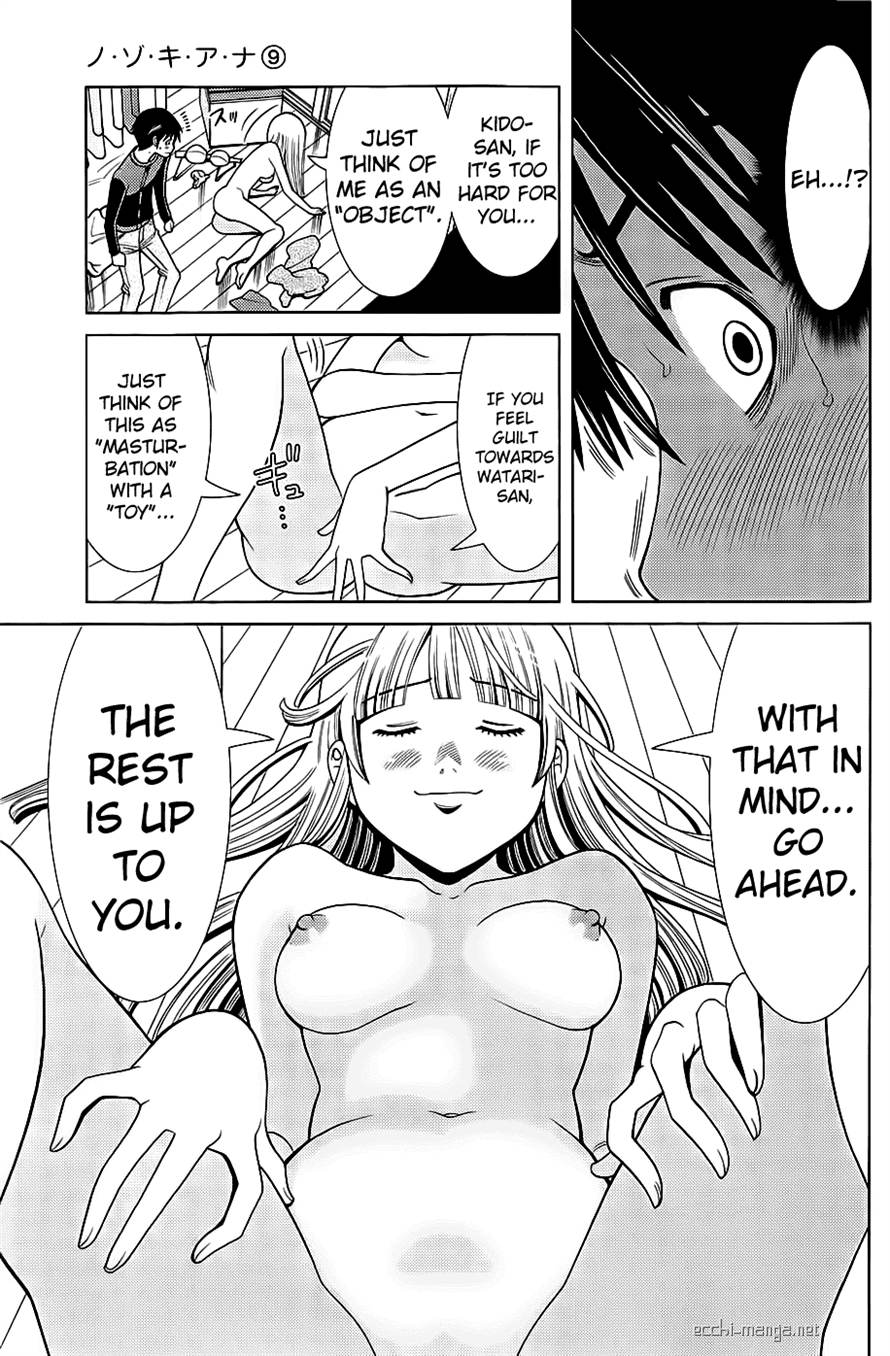 ノ・ゾ・キ・ア・ナ⑨
EH...!?
KIDO-
SAN, IF
IT'S TOO
HARD FOR
YOU...
JUST
THINK OF
ME AS AN
"OBJECT".
ズ"ッ
IF YOU
FEEL
GUILT
TOWARDS
WATARI-
SAN,
JUST
THINK OF
THIS AS
"MASTUR-
BATION"
WITH A
"TOY"...
ギュ...
WITH
THAT IN
MIND...
GO
AHEAD.
THE
REST
IS UP
TO
YOU.
ecchi-manga.net